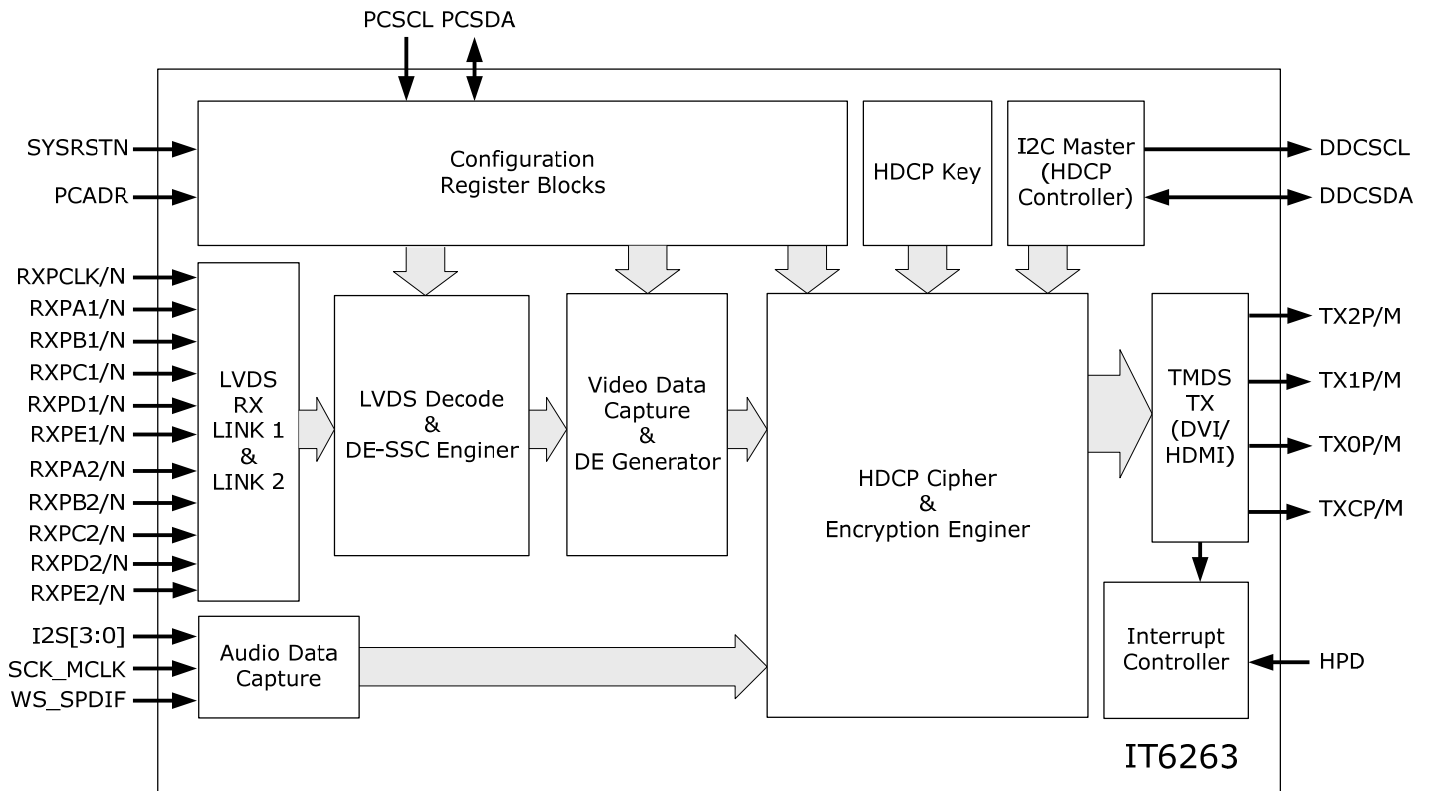 PCSCL PCSDA
SYSRSTN
PCADR
Configuration
Register Blocks
HDCP Key
I2C Master
(HDCP
Controller)
DDCSCL
DDCSDA
RXPCLK/N
RXPA1/N
RXPB1/N
RXPC1/N
RXPD1/N
RXPE1/N
RXPA2/N
RXPB2/N
RXPC2/N
RXPD2/N
RXPE2/N
LVDS
RX
LINK 1
&
LINK 2
LVDS Decode
&
DE-SSC Enginer
Video Data
Capture
&
DE Generator
HDCP Cipher
&
Encryption Enginer
TMDS
TX
(DVI/
HDMI)
TX2P/M
TX1P/M
TX0P/M
TXCP/M
I2S[3:0]
SCK_MCLK
WS_SPDIF
Audio Data
Capture
Interrupt
Controller
HPD
IT6263